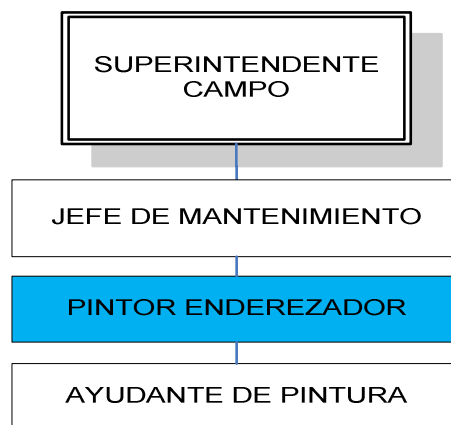 SUPERINTENDENTE
CAMPO
JEFE DE MANTENIMIENTO
PINTOR ENDEREZADOR
AYUDANTE DE PINTURA